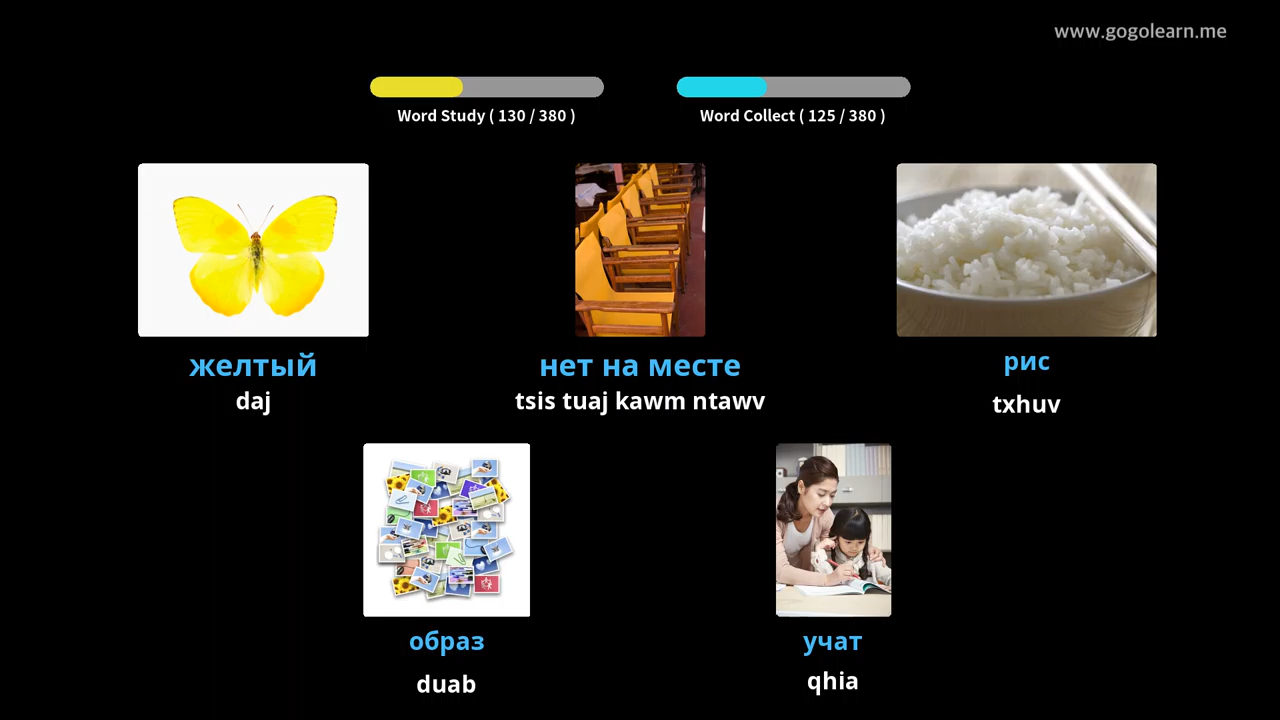 www.gogolearn.me
Word Study ( 130 / 380 )
Word Collect ( 125 / 380 )
желтый
daj
нет на месте
tsis tuaj kawm ntawv
рис
txhuv
образ
duab
учат
qhia